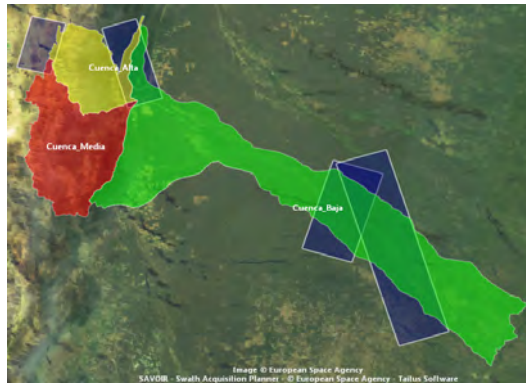 Cuenca_Alta
Cuenca_Media
Cuenca_Baja
Image © European Space Agency
SAVOIR - Swath Acquisition Planner - © European Space Agency - Taitus Software